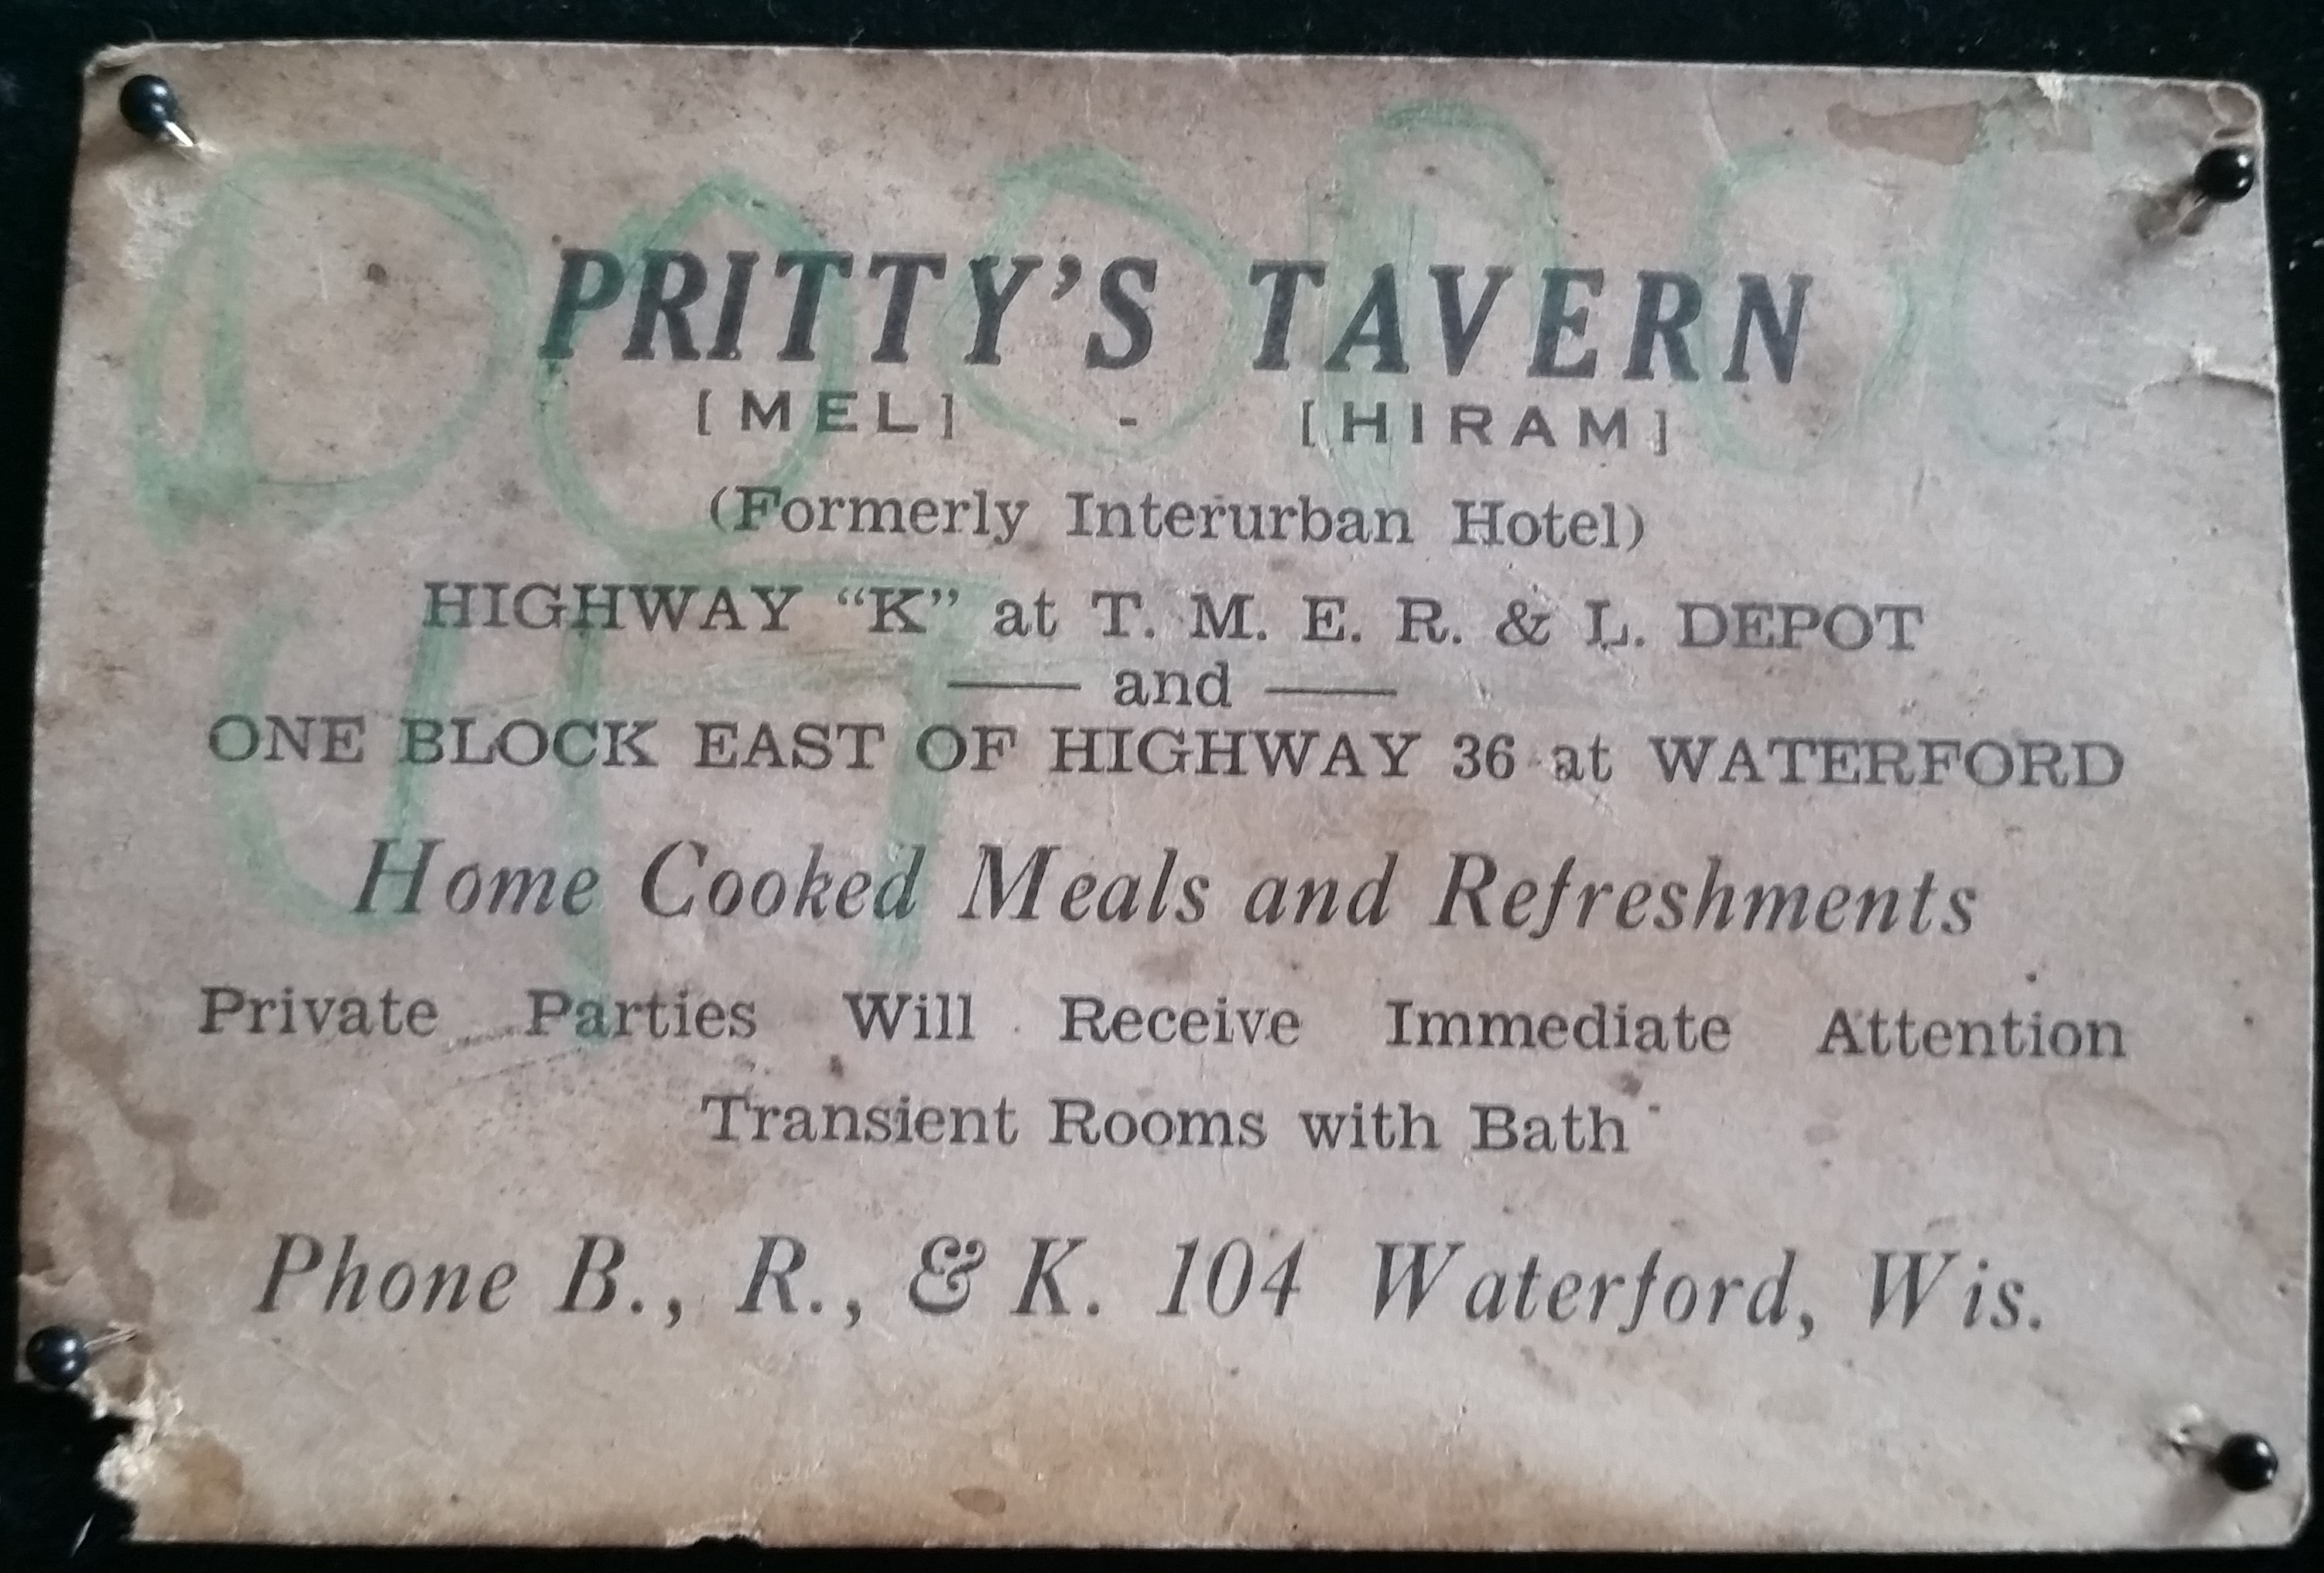 PRITTY'S TAVERN
[MEL] - [HIRAM]
(Formerly Interurban Hotel)
HIGHWAY "K" at T. M. E. R. & L. DEPOT
— and —
ONE BLOCK EAST OF HIGHWAY 36 at WATERFORD
Home Cooked Meals and Refreshments
Private Parties Will Receive Immediate Attention
Transient Rooms with Bath
Phone B., R., & K. 104 Waterford, Wis.